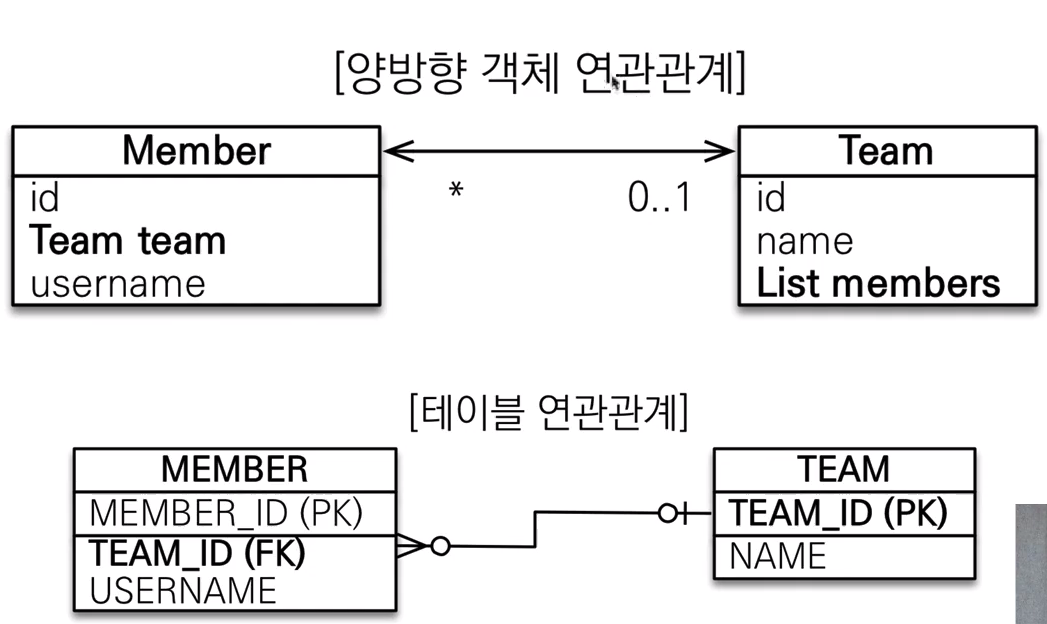 [양방향 객체 연관관계]
Member
id
Team team
username
*
0..1
Team
id
name
List members
[테이블 연관관계]
MEMBER
MEMBER_ID (PK)
TEAM_ID (FK)
USERNAME
TEAM
TEAM_ID (PK)
NAME